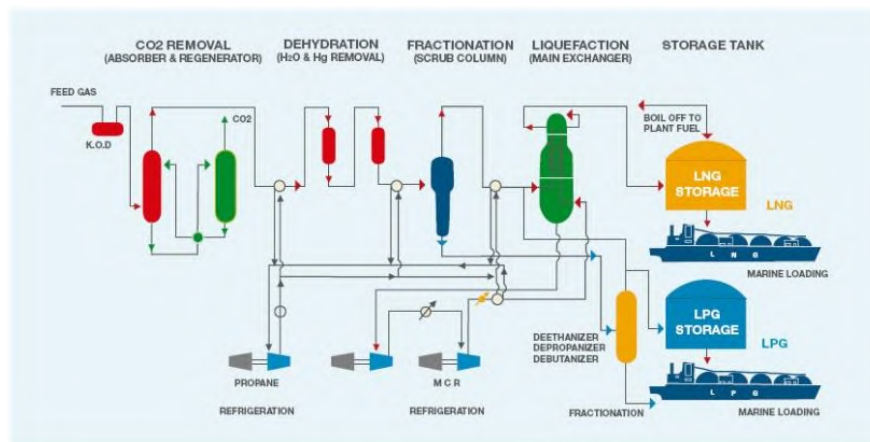 CO2 REMOVAL
(ABSORBER & REGENERATOR)
DEHYDRATION
(H2O & Hg REMOVAL)
FRACTIONATION
(SCRUB COLUMN)
LIQUEFACTION
(MAIN EXCHANGER)
STORAGE TANK
FEED GAS
K.O.D
CO2
BOIL OFF TO
PLANT FUEL
LNG
STORAGE
LNG
L N G
MARINE LOADING
LPG
STORAGE
LPG
DEETHANIZER
DEPROPANIZER
DEBUTANIZER
PROPANE
M C R
L P G
REFRIGERATION
REFRIGERATION
FRACTIONATION
MARINE LOADING